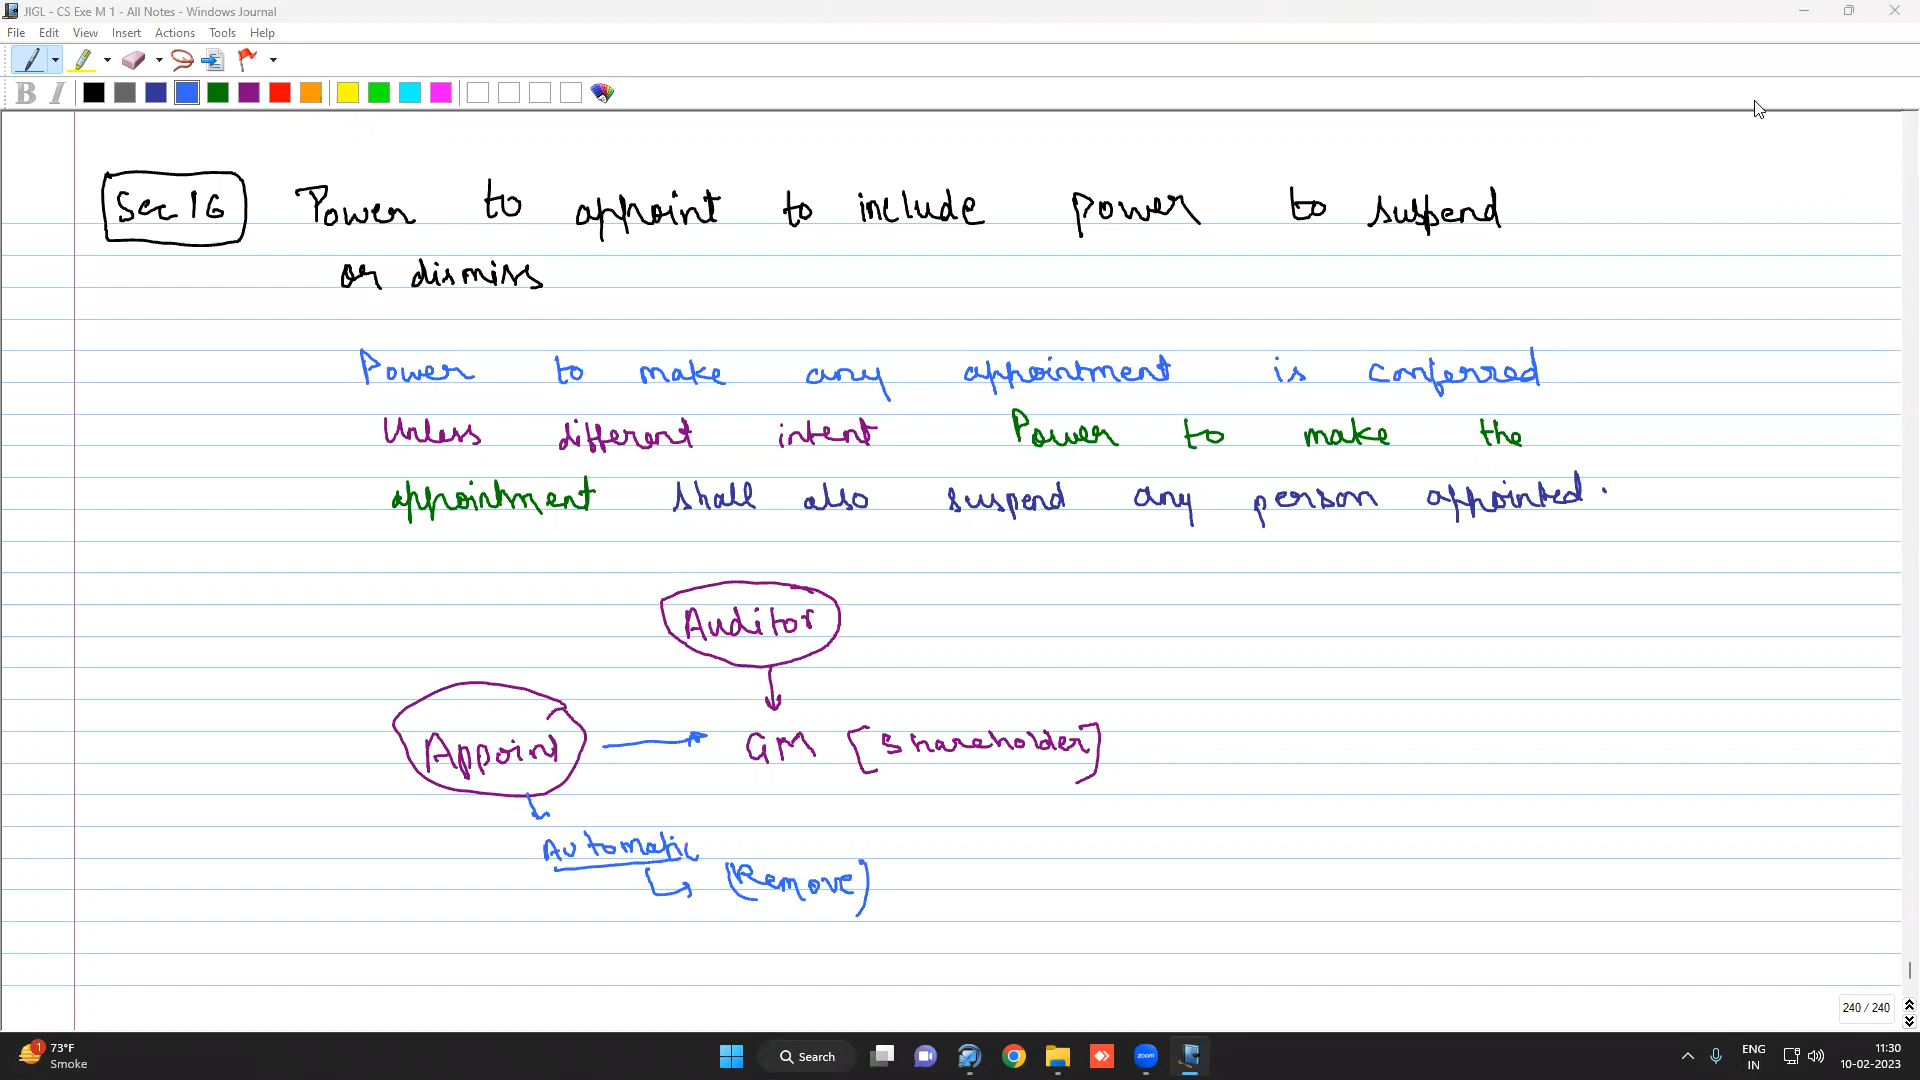 JIGL - CS Exe M 1 - All Notes - Windows Journal
File Edit View Insert Actions Tools Help
B I
Sec 16 Power to appoint to include power to suspend
or dismiss
Power to make any appointment is conferred
Unless different intent Power to make the
appointment shall also suspend any person appointed.
Auditor
Appoint GM [Shareholder]
Automatic
(Remove)
240 / 240
1 73°F
Smoke
Search
zoom
ENG
IN
11:30
10-02-2023